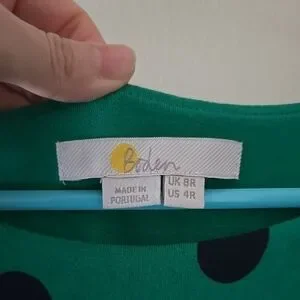 Boden
MADE IN
PORTUGAL
UK 8R
US 4R